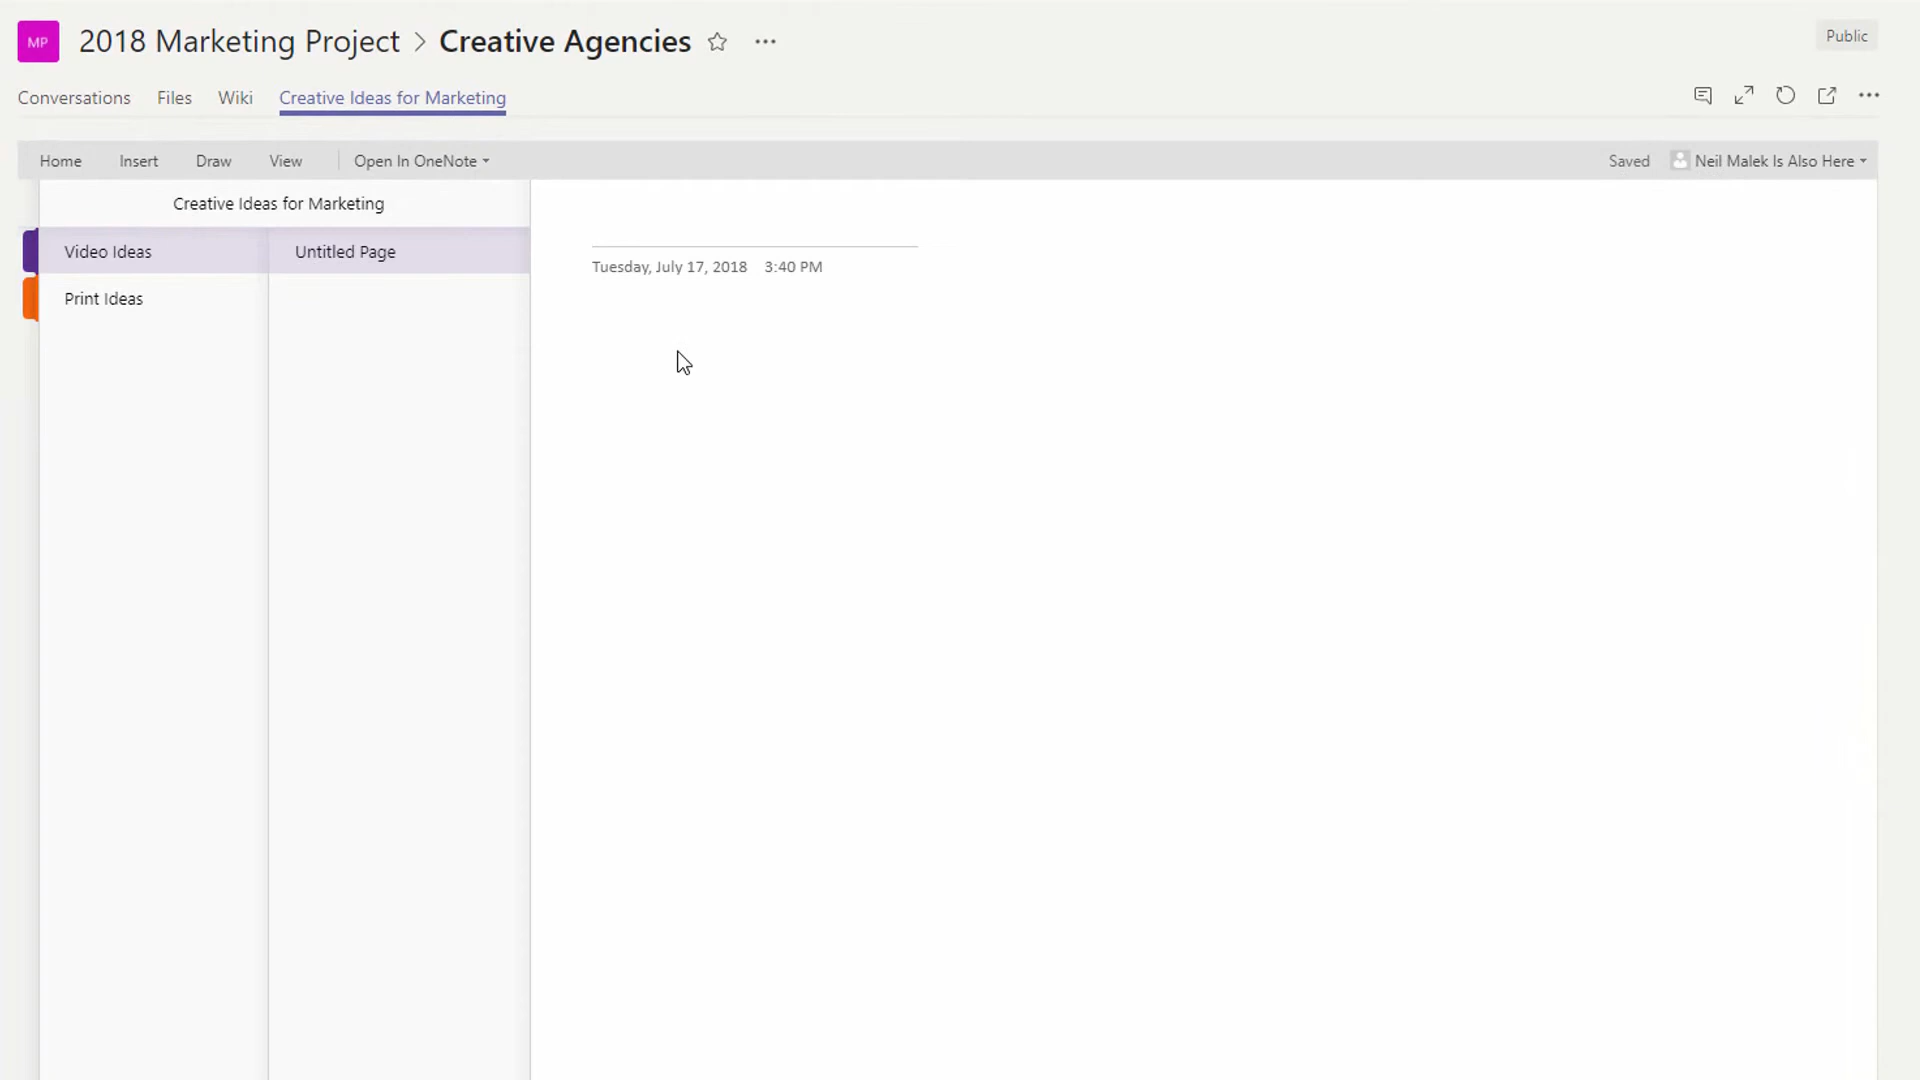 MP 2018 Marketing Project > Creative Agencies
Public
Conversations Files Wiki Creative Ideas for Marketing
Home Insert Draw View Open In OneNote Saved Neil Malek Is Also Here
Creative Ideas for Marketing
Video Ideas Untitled Page
Print Ideas
Tuesday, July 17, 2018 3:40 PM